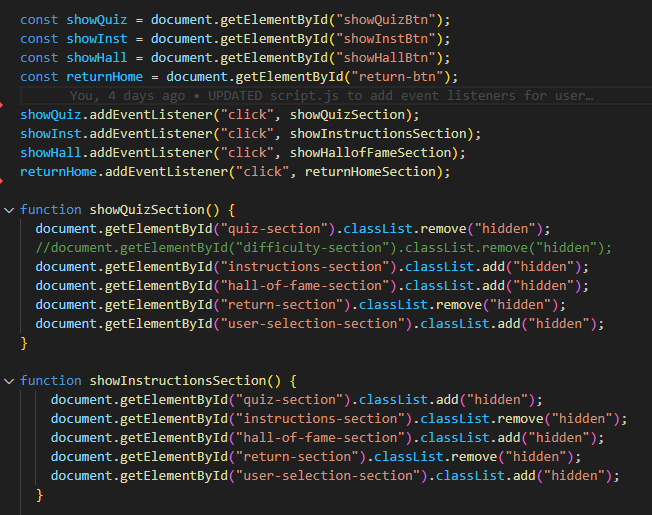 const showQuiz = document.getElementById("showQuizBtn");
const showInst = document.getElementById("showInstBtn");
const showHall = document.getElementById("showHallBtn");
const returnHome = document.getElementById("return-btn");
You, 4 days ago • UPDATED script.js to add event listeners for user…
showQuiz.addEventListener("click", showQuizSection);
showInst.addEventListener("click", showInstructionsSection);
showHall.addEventListener("click", showHallofFameSection);
returnHome.addEventListener("click", returnHomeSection);
function showQuizSection() {
document.getElementById("quiz-section").classList.remove("hidden");
//document.getElementById("difficulty-section").classList.remove("hidden");
document.getElementById("instructions-section").classList.add("hidden");
document.getElementById("hall-of-fame-section").classList.add("hidden");
document.getElementById("return-section").classList.remove("hidden");
document.getElementById("user-selection-section").classList.add("hidden");
}
function showInstructionsSection() {
document.getElementById("quiz-section").classList.add("hidden");
document.getElementById("instructions-section").classList.remove("hidden");
document.getElementById("hall-of-fame-section").classList.add("hidden");
document.getElementById("return-section").classList.remove("hidden");
document.getElementById("user-selection-section").classList.add("hidden");
}